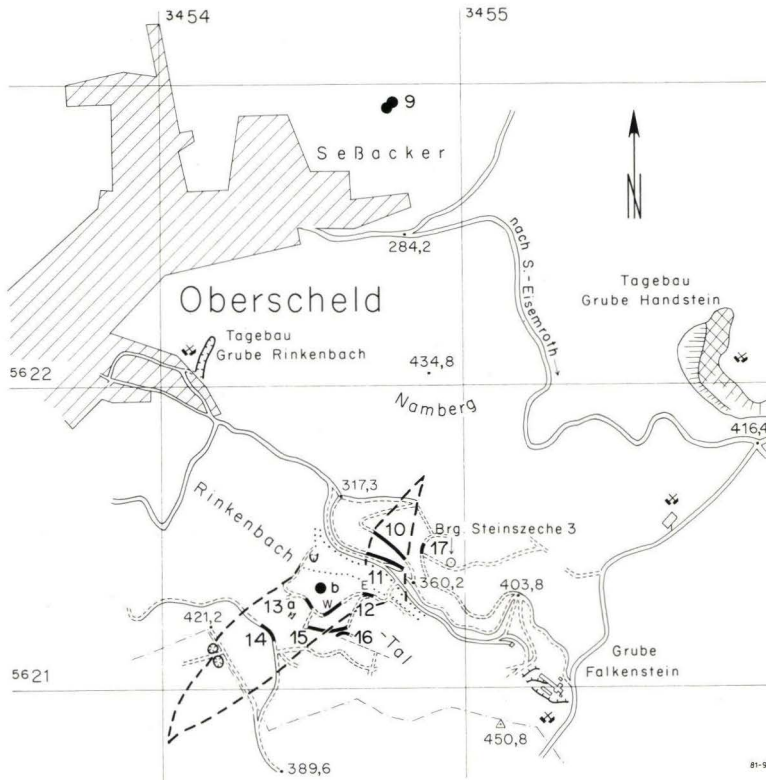 3454
3455
9
Seßacker
N
284,2
nach S.-Eisemroth
Tagebau
Grube Handstein
Oberscheld
Tagebau
Grube Rinkenbach
5622
434,8
Namberg
416,4
317,3
Rinkenbach
10
Brg. Steinszeche 3
17
11
360,2
b
E
W
403,8
13 a
12
421,2
14
15
16
-Tal
Grube
Falkenstein
5621
450,8
389,6